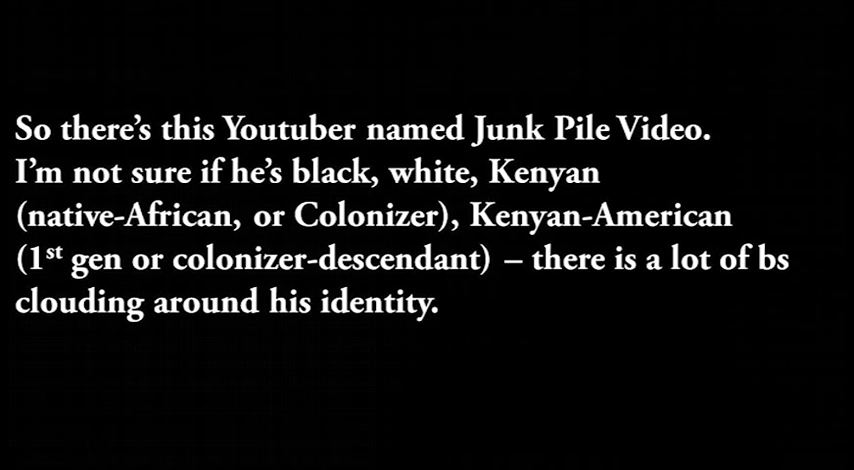 So there's this Youtuber named Junk Pile Video.
I'm not sure if he's black, white, Kenyan
(native-African, or Colonizer), Kenyan-American
(1st gen or colonizer-descendant) – there is a lot of bs
clouding around his identity.